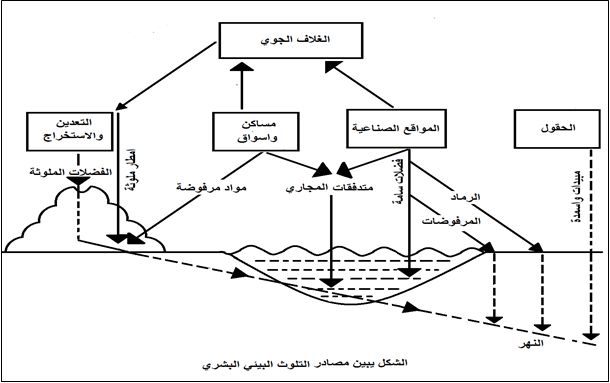 الغلاف الجوي
التعدين
والاستخراج
مساكن
واسواق
المواقع الصناعية
الحقول
امطار ملوثة
الفضلات الملوثة
مواد مرفوضة
متدفقات المجاري
فضلات سامة
الرماد
المرفوضات
مبيدات واسمدة
النهر
الشكل يبين مصادر التلوث البيئي البشري